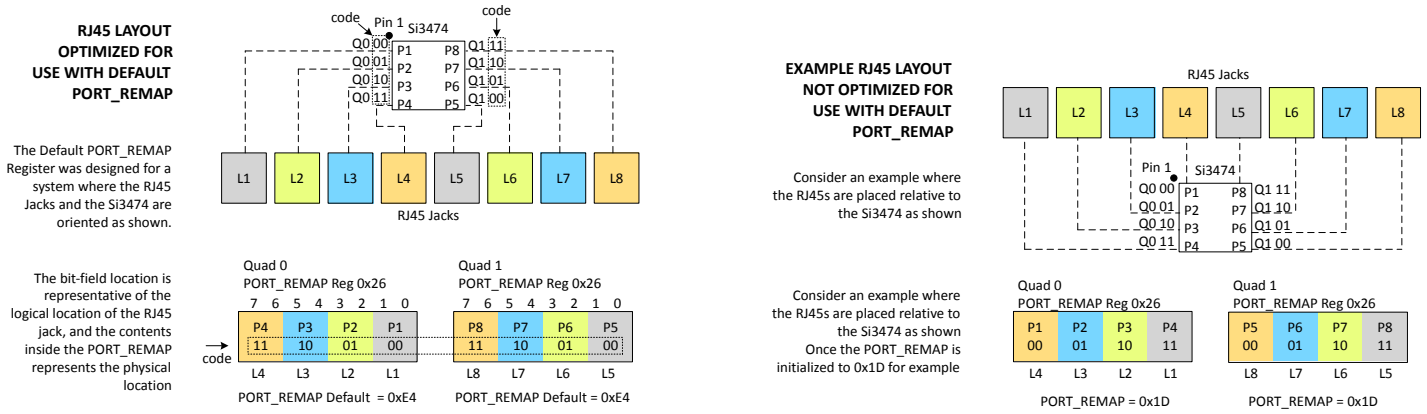 RJ45 LAYOUT
OPTIMIZED FOR
USE WITH DEFAULT
PORT_REMAP
The Default PORT_REMAP
Register was designed for a
system where the RJ45
Jacks and the Si3474 are
oriented as shown.
The bit-field location is
representative of the
logical location of the RJ45
jack, and the contents
inside the PORT_REMAP
represents the physical
location
code Pin 1 Si3474 code
Q0 00 P1 P8 Q1 11
Q0 01 P2 P7 Q1 10
Q0 10 P3 P6 Q1 01
Q0 11 P4 P5 Q1 00
L1 L2 L3 L4 L5 L6 L7 L8
RJ45 Jacks
Quad 0 Quad 1
PORT_REMAP Reg 0x26 PORT_REMAP Reg 0x26
7 6 5 4 3 2 1 0 7 6 5 4 3 2 1 0
P4 P3 P2 P1 P8 P7 P6 P5
code 11 10 01 00 11 10 01 00
L4 L3 L2 L1 L8 L7 L6 L5
PORT_REMAP Default = 0xE4 PORT_REMAP Default = 0xE4
EXAMPLE RJ45 LAYOUT
NOT OPTIMIZED FOR
USE WITH DEFAULT
PORT_REMAP
Consider an example where
the RJ45s are placed relative to
the Si3474 as shown
Consider an example where
the RJ45s are placed relative to
the Si3474 as shown
Once the PORT_REMAP is
initialized to 0x1D for example
RJ45 Jacks
L1 L2 L3 L4 L5 L6 L7 L8
Pin 1 Si3474
Q0 00 P1 P8 Q1 11
Q0 01 P2 P7 Q1 10
Q0 10 P3 P6 Q1 01
Q0 11 P4 P5 Q1 00
Quad 0 Quad 1
PORT_REMAP Reg 0x26 PORT_REMAP Reg 0x26
P1 P2 P3 P4 P5 P6 P7 P8
00 01 10 11 00 01 10 11
L4 L3 L2 L1 L8 L7 L6 L5
PORT_REMAP = 0x1D PORT_REMAP = 0x1D